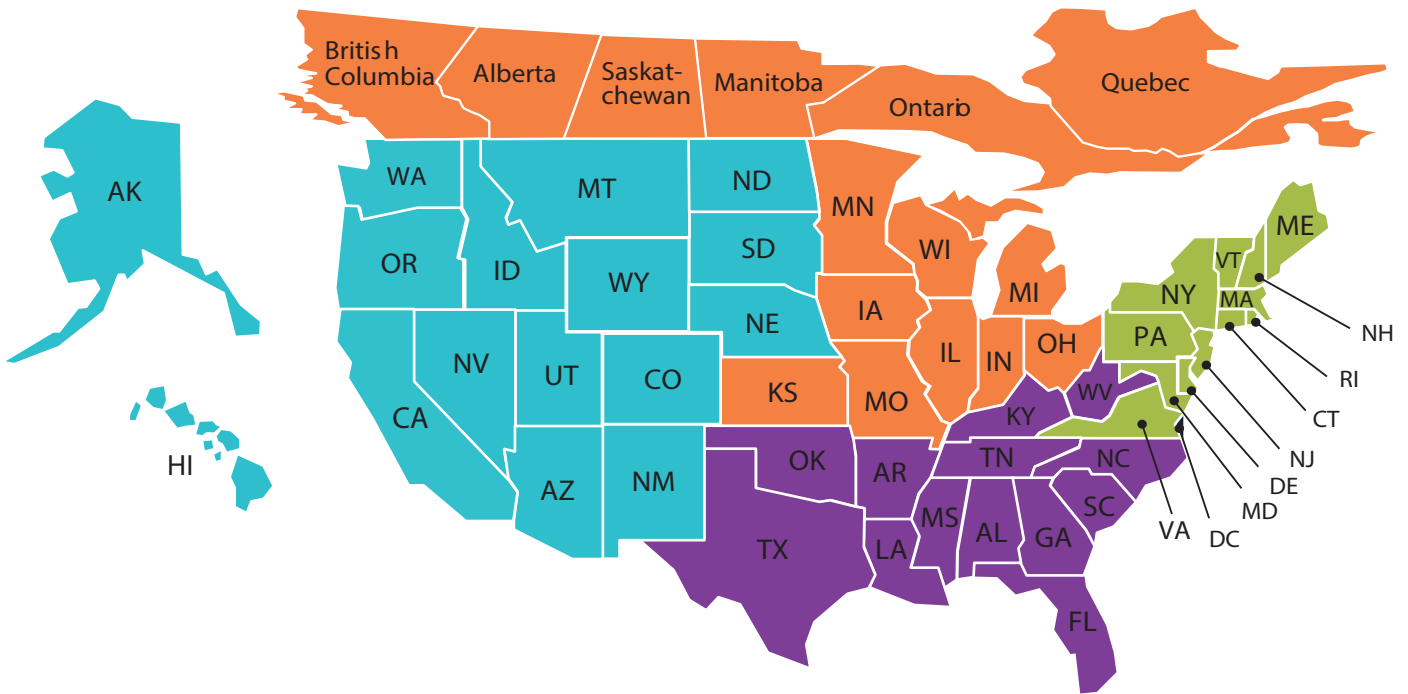 British
Columbia
Alberta
Saskat-
chewan
Manitoba
Ontario
Quebec
AK
WA
MT
ND
MN
OR
ID
WY
SD
WI
MI
VT
ME
NY
MA
NH
NV
UT
CO
NE
IA
IL
IN
OH
PA
RI
CA
KS
MO
KY
WV
CT
HI
AZ
NM
OK
AR
TN
NC
NJ
DE
MD
VA
DC
TX
LA
MS
AL
GA
SC
FL